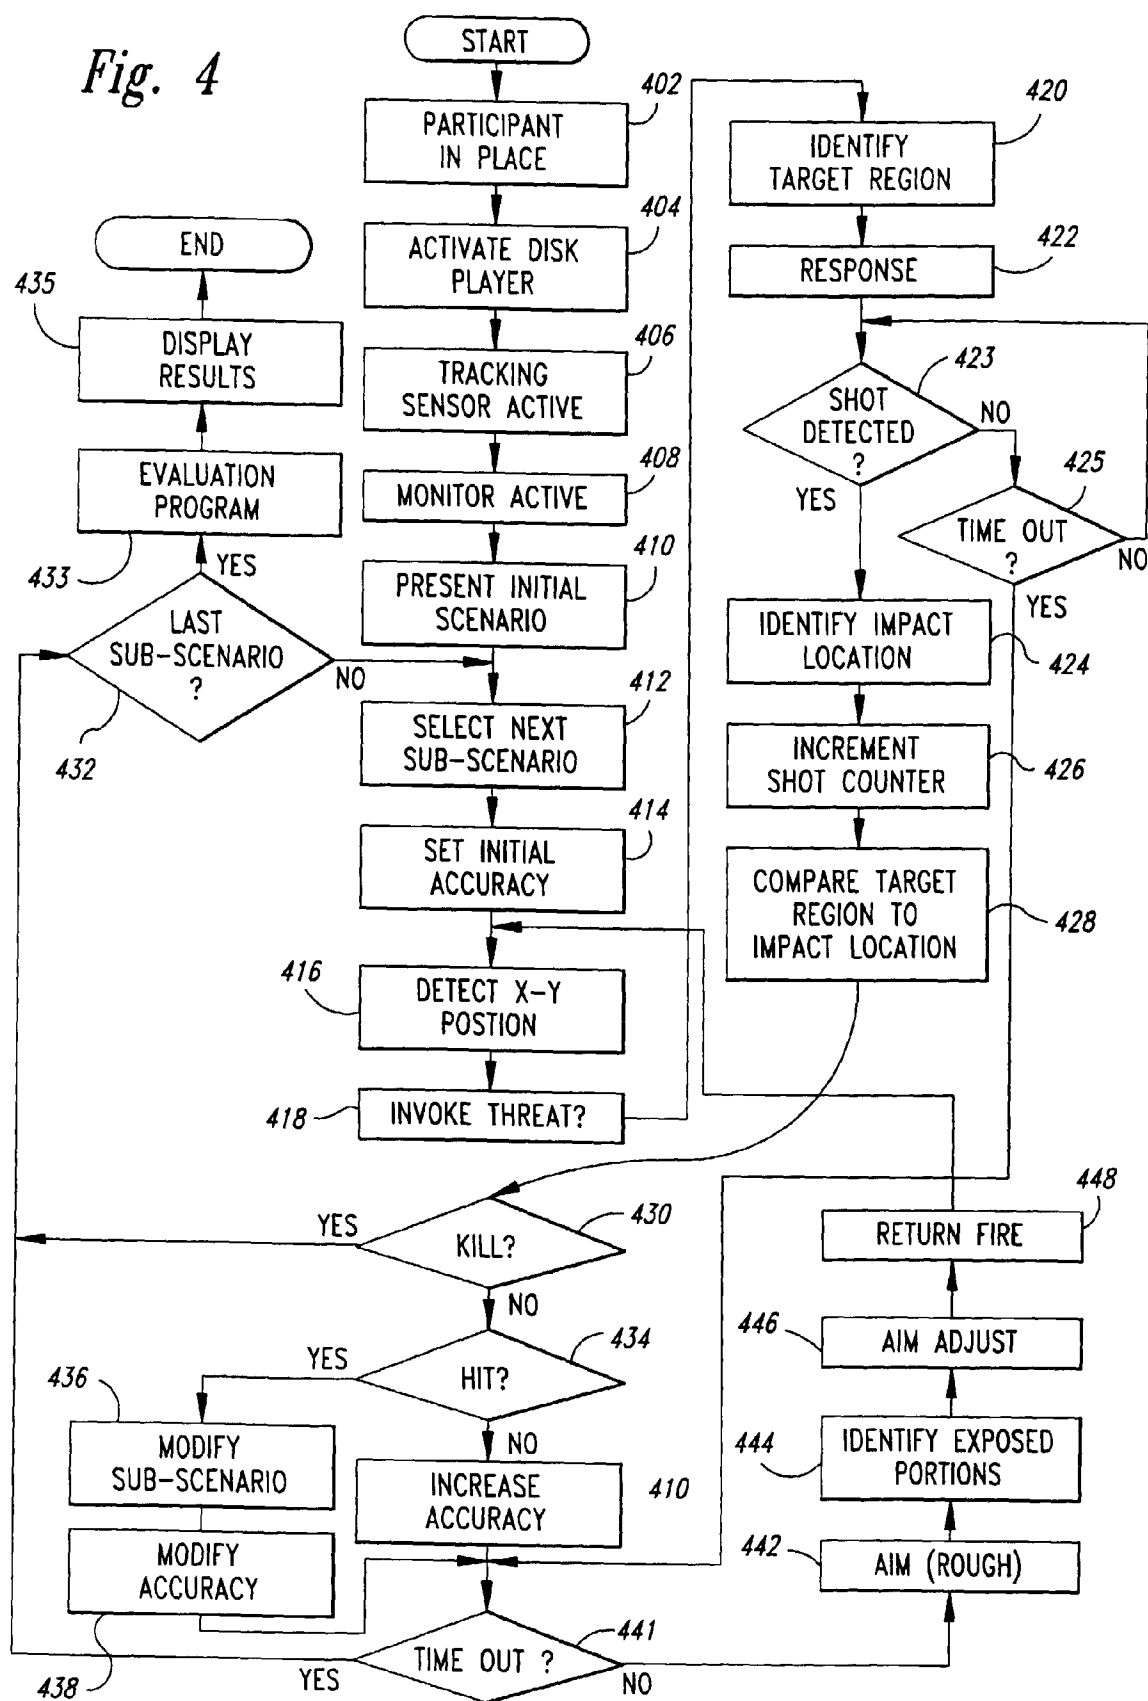 Fig. 4
START
402
PARTICIPANT
IN PLACE
404
ACTIVATE DISK
PLAYER
406
TRACKING
SENSOR ACTIVE
408
MONITOR ACTIVE
410
PRESENT INITIAL
SCENARIO
412
SELECT NEXT
SUB-SCENARIO
414
SET INITIAL
ACCURACY
416
DETECT X-Y
POSTION
418
INVOKE THREAT?
END
435
DISPLAY
RESULTS
EVALUATION
PROGRAM
433
YES
LAST
SUB-SCENARIO
?
NO
432
420
IDENTIFY
TARGET REGION
422
RESPONSE
423
SHOT
DETECTED
?
NO
YES
425
TIME OUT
?
NO
YES
IDENTIFY IMPACT
LOCATION
424
INCREMENT
SHOT COUNTER
426
COMPARE TARGET
REGION TO
IMPACT LOCATION
428
430
YES
KILL?
NO
434
YES
HIT?
NO
436
MODIFY
SUB-SCENARIO
MODIFY
ACCURACY
438
INCREASE
ACCURACY
410
441
TIME OUT ?
YES
NO
448
RETURN FIRE
446
AIM ADJUST
444
IDENTIFY EXPOSED
PORTIONS
442
AIM (ROUGH)